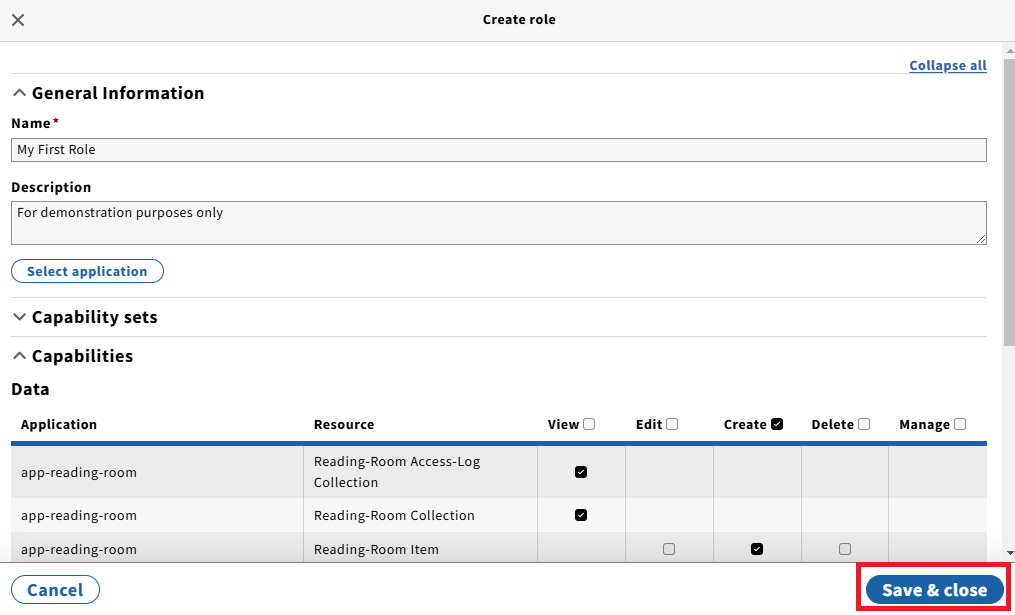 Create role
Collapse all
General Information
Name*
My First Role
Description
For demonstration purposes only
Select application
Capability sets
Capabilities
Data
Application Resource View Edit Create Delete Manage
app-reading-room Reading-Room Access-Log
Collection
app-reading-room Reading-Room Collection
app-reading-room Reading-Room Item
Cancel Save & close